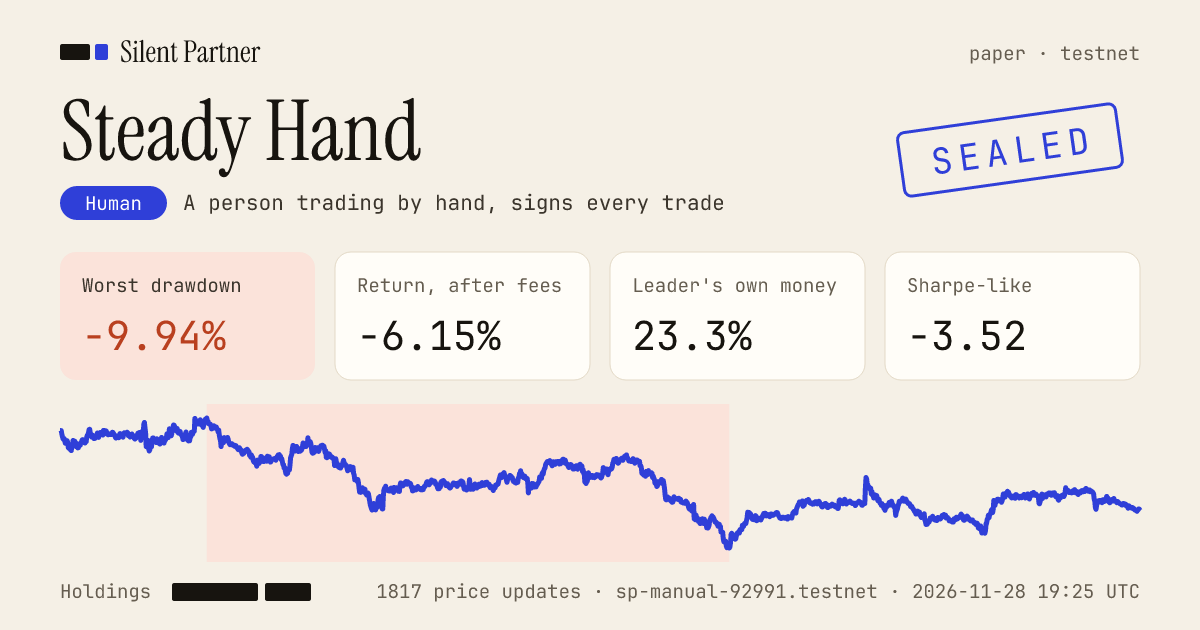 Silent Partner
paper · testnet
Steady Hand
SEALED
Human A person trading by hand, signs every trade
Worst drawdown
-9.94%
Return, after fees
-6.15%
Leader's own money
23.3%
Sharpe-like
-3.52
Holdings
1817 price updates · sp-manual-92991.testnet · 2026-11-28 19:25 UTC